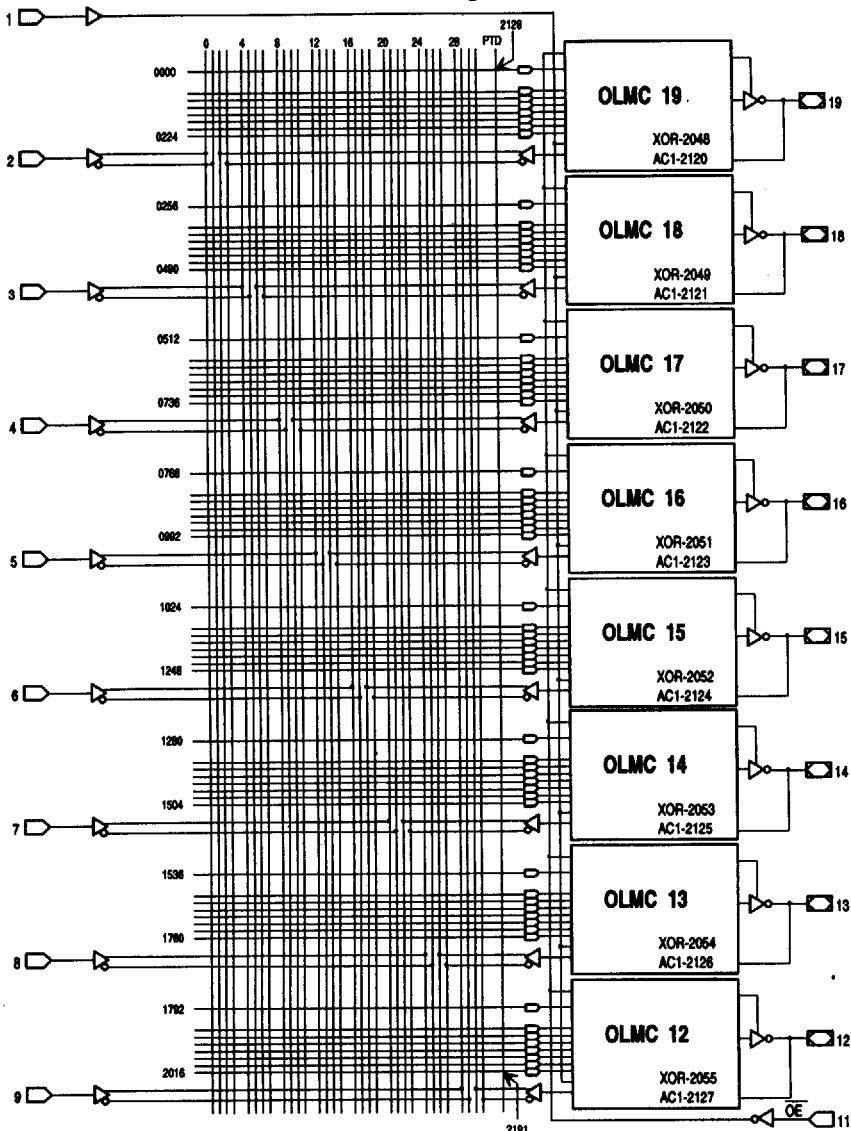 1
2128
0 4 8 12 16 20 24 28 PTD
0000
OLMC 19
19
0224
XOR-2048
AC1-2120
2
0256
OLMC 18
18
0480
XOR-2049
AC1-2121
3
0512
OLMC 17
17
0736
XOR-2050
AC1-2122
4
0768
OLMC 16
16
0992
XOR-2051
AC1-2123
5
1024
OLMC 15
15
1248
XOR-2052
AC1-2124
6
1280
OLMC 14
14
1504
XOR-2053
AC1-2125
7
1536
OLMC 13
13
1760
XOR-2054
AC1-2126
8
1792
OLMC 12
12
2016
XOR-2055
AC1-2127
9
OE
11
2191